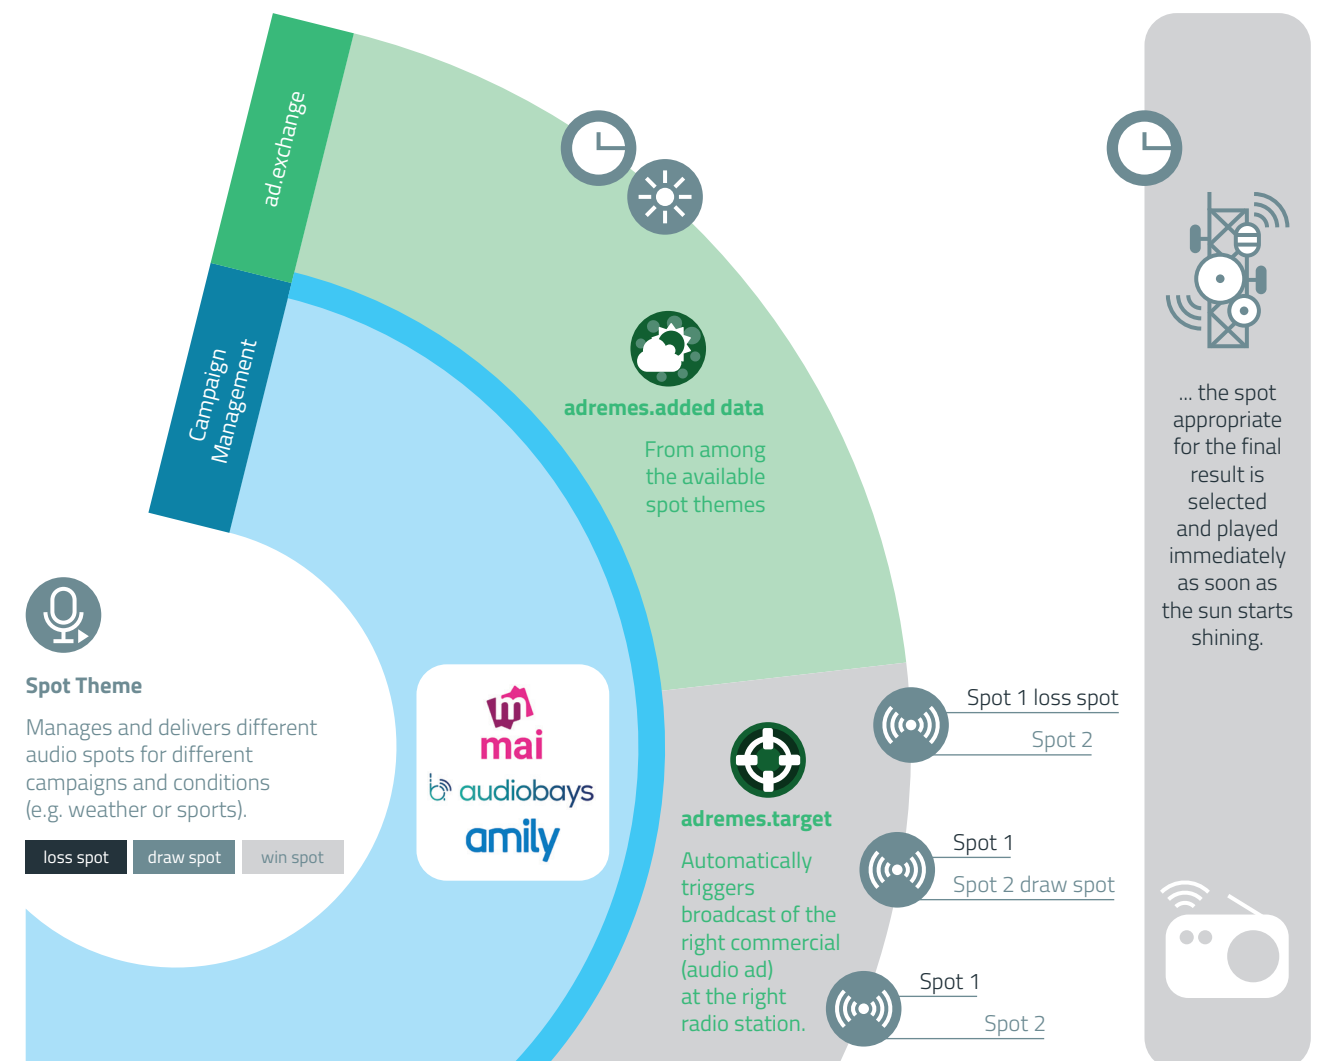 ad.exchange
Campaign
Management
adremes.added data
From among
the available
spot themes
Spot Theme
Manages and delivers different
audio spots for different
campaigns and conditions
(e.g. weather or sports).
loss spot
draw spot
win spot
m
mai
b audiobays
amily
adremes.target
Automatically
triggers
broadcast of the
right commercial
(audio ad)
at the right
radio station.
Spot 1 loss spot
Spot 2
Spot 1
Spot 2 draw spot
Spot 1
Spot 2
... the spot
appropriate
for the final
result is
selected
and played
immediately
as soon as
the sun starts
shining.